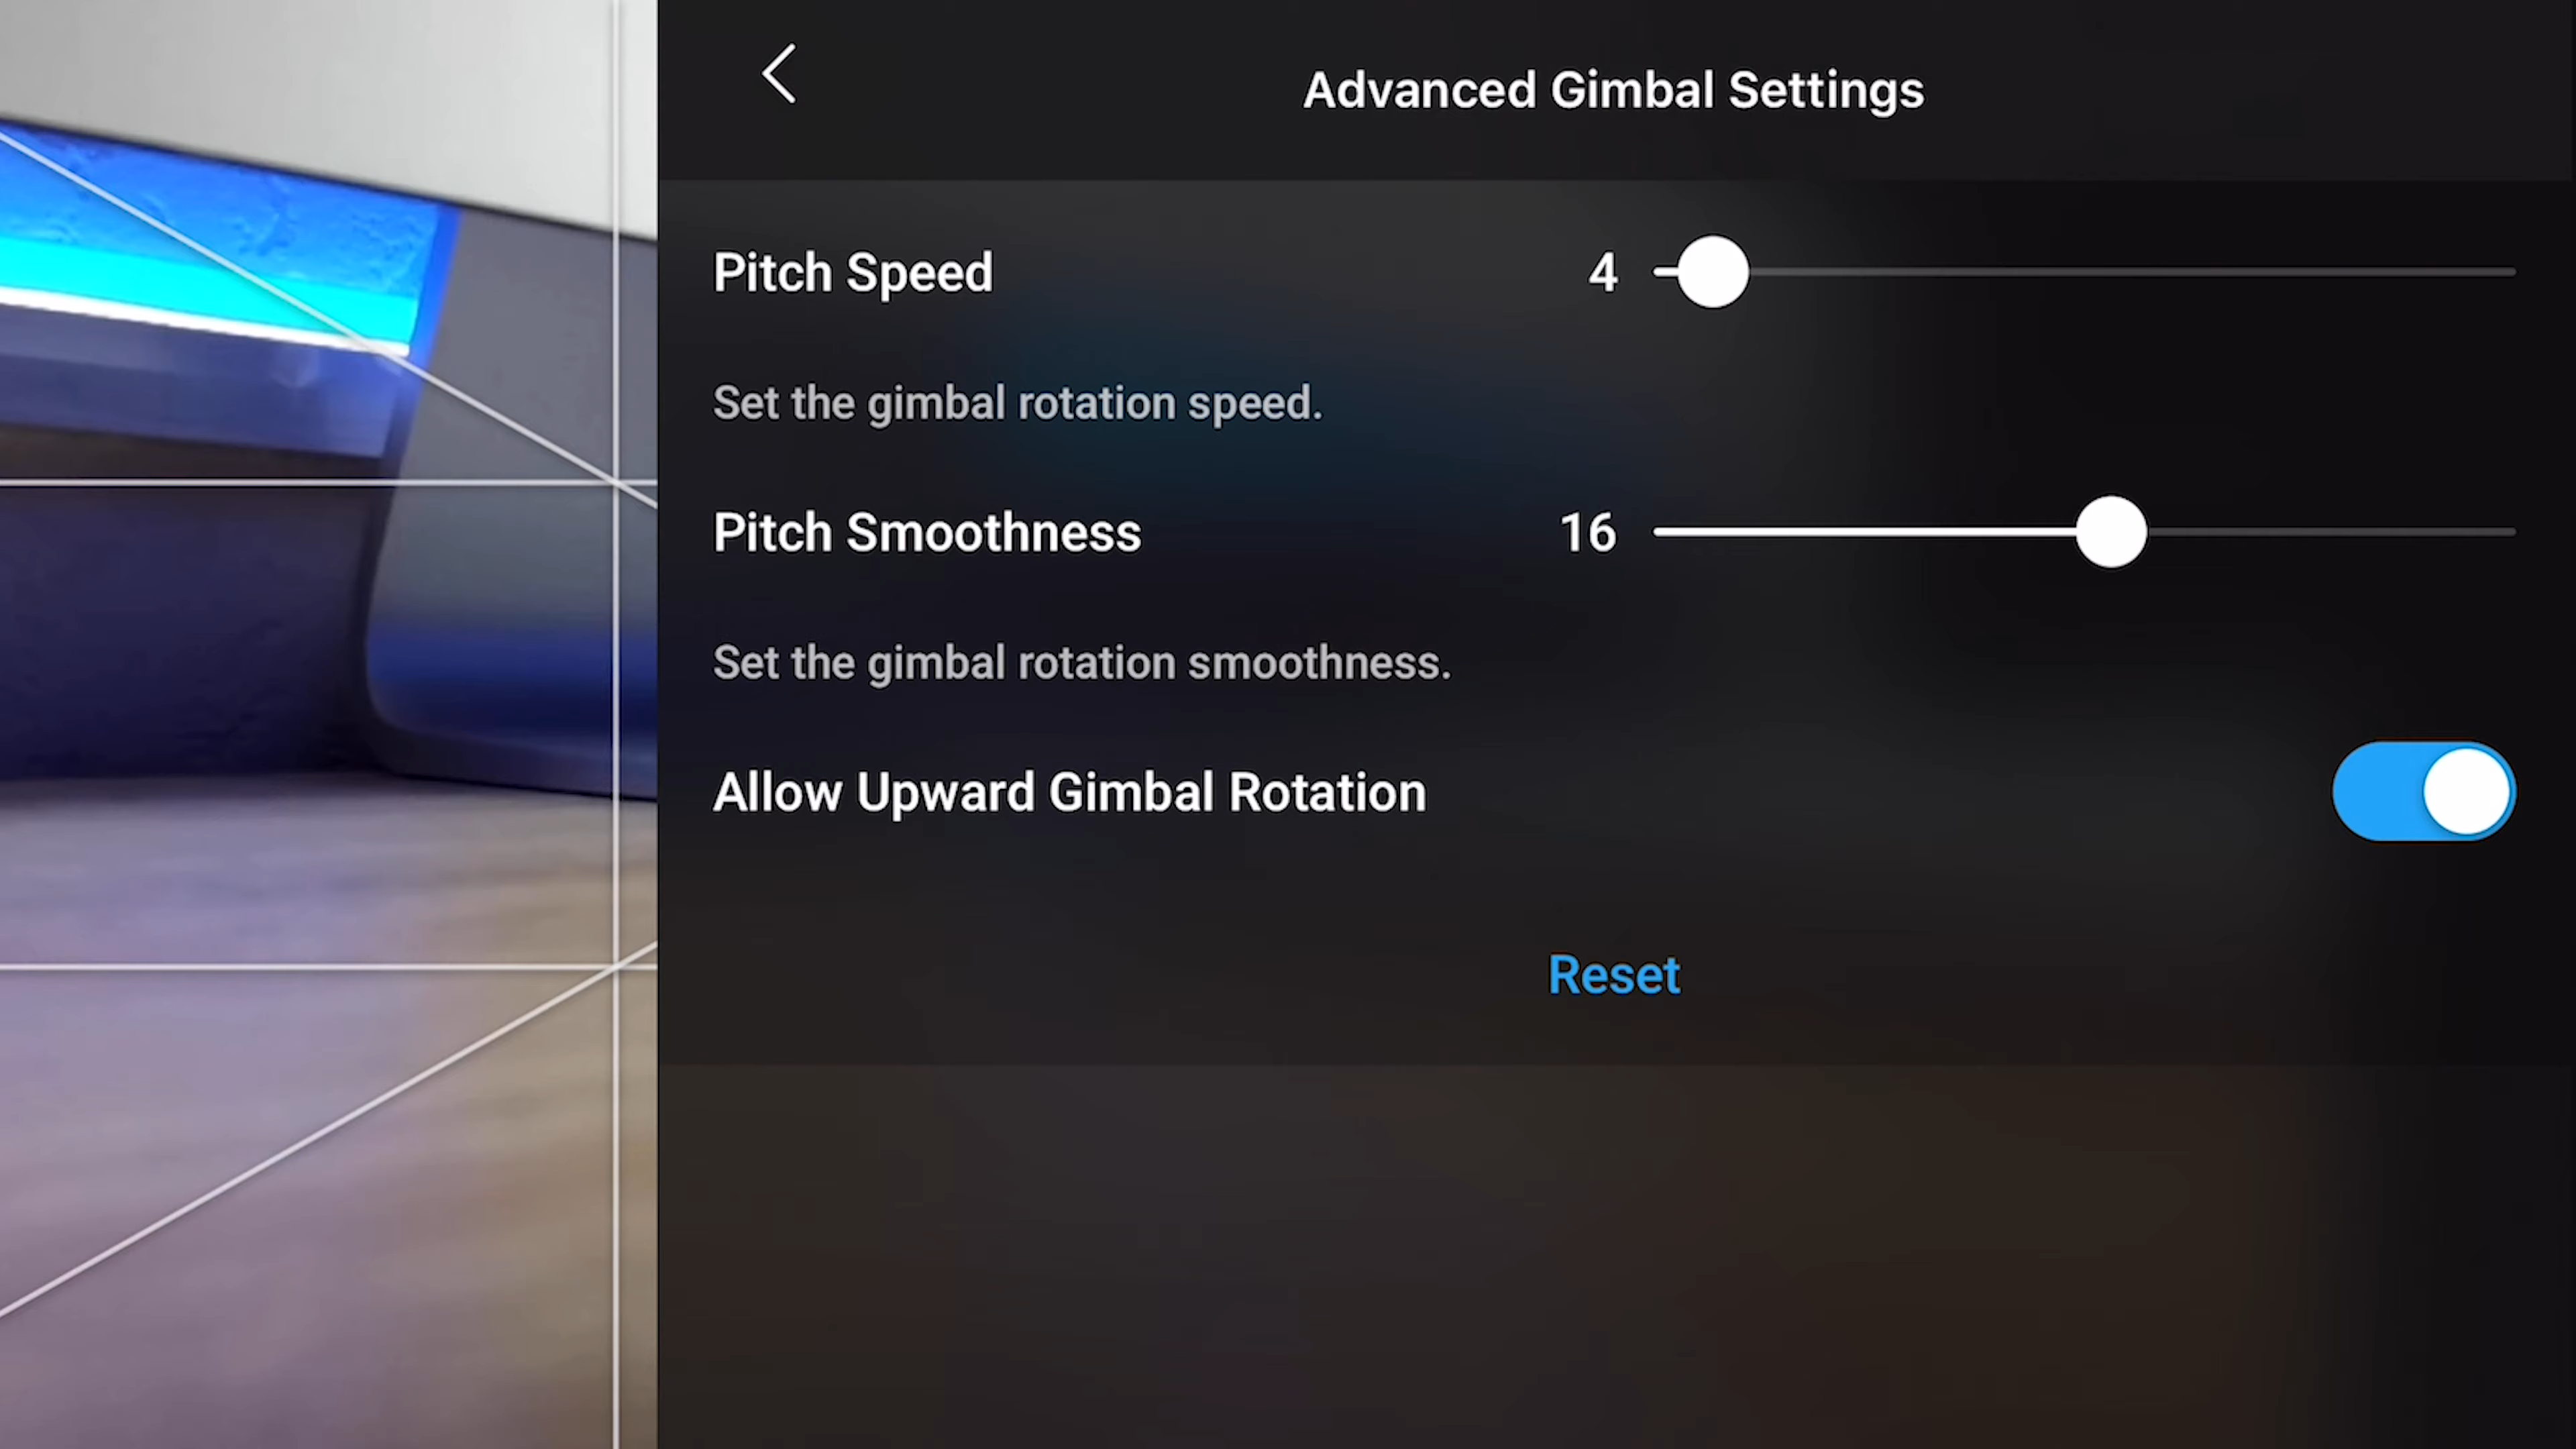 Advanced Gimbal Settings
Pitch Speed 4
Set the gimbal rotation speed.
Pitch Smoothness 16
Set the gimbal rotation smoothness.
Allow Upward Gimbal Rotation
Reset